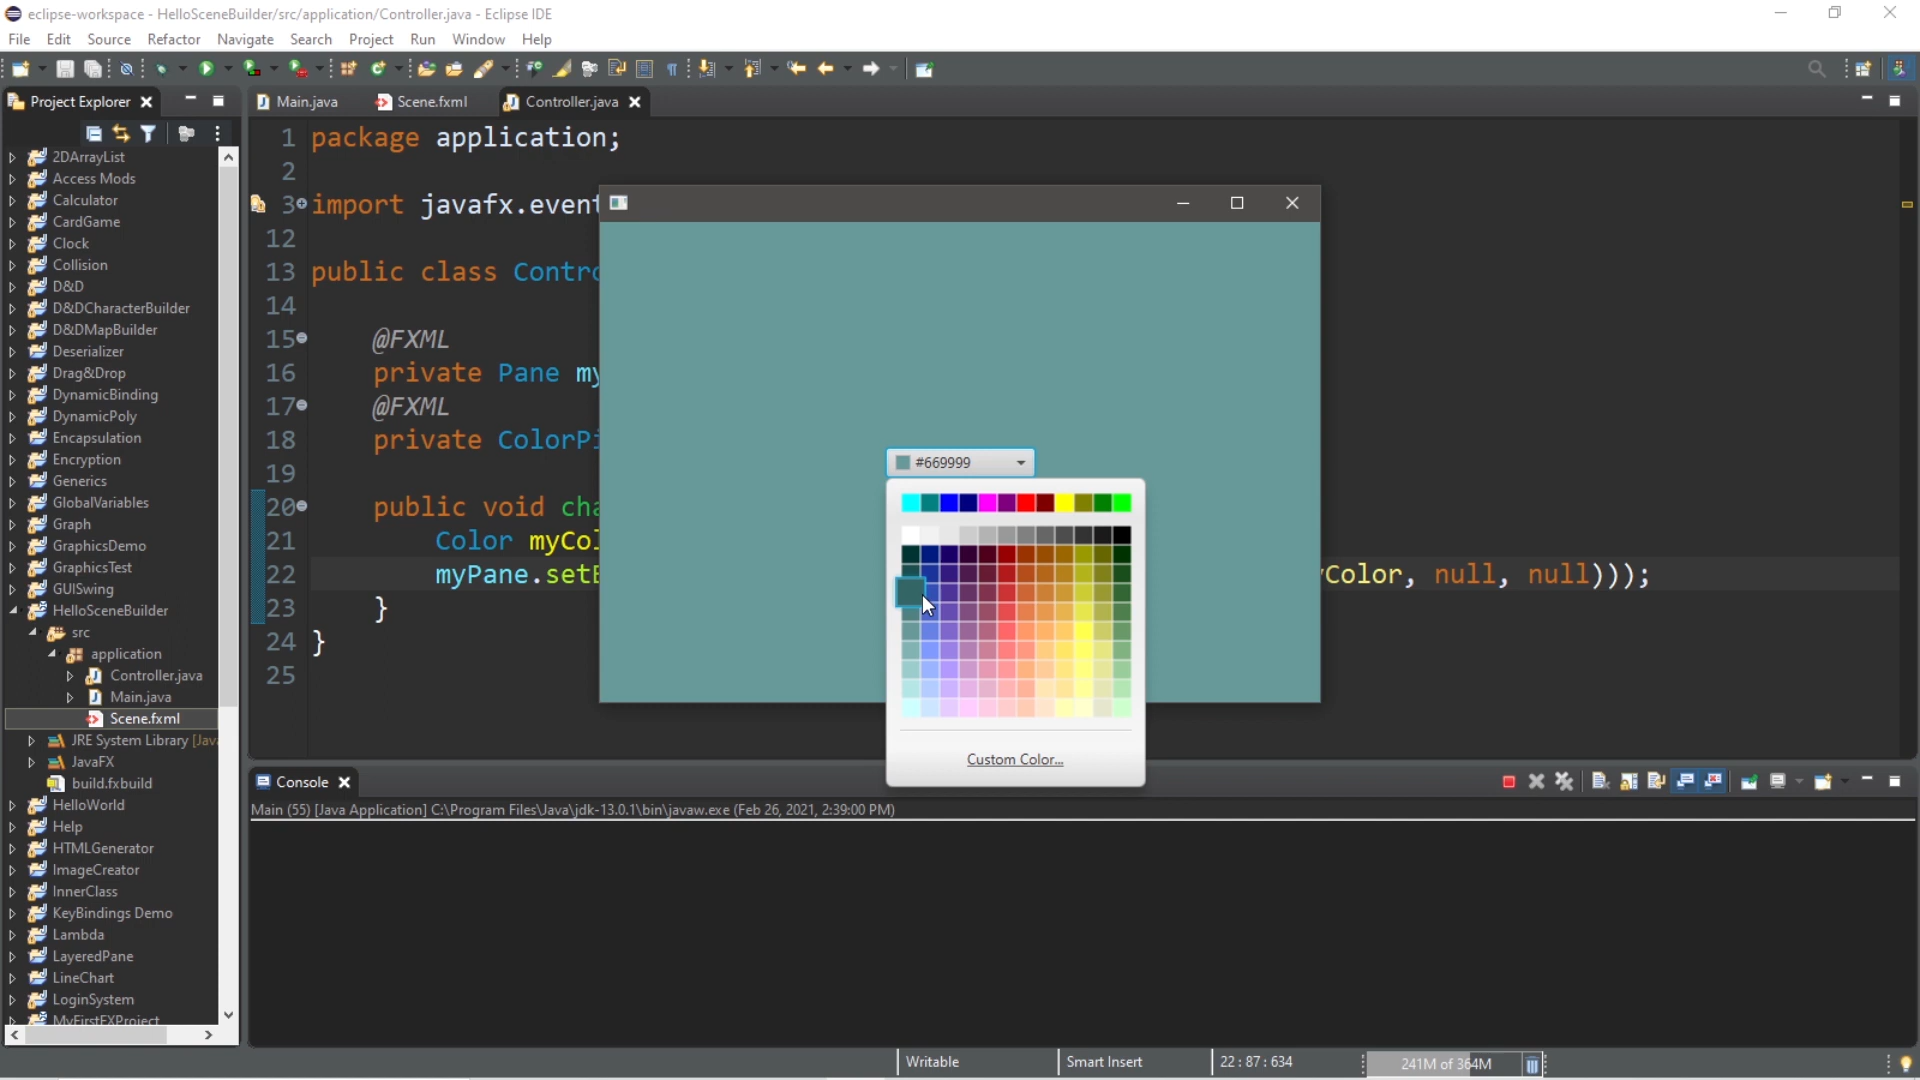 eclipse-workspace - HelloSceneBuilder/src/application/Controller.java - Eclipse IDE
File Edit Source Refactor Navigate Search Project Run Window Help
Project Explorer
Main.java Scene.fxml Controller.java
2DArrayList
Access Mods
Calculator
CardGame
Clock
Collision
D&D
D&DCharacterBuilder
D&DMapBuilder
Deserializer
Drag&Drop
DynamicBinding
DynamicPoly
Encapsulation
Encryption
Generics
GlobalVariables
Graph
GraphicsDemo
GraphicsTest
GUISwing
HelloSceneBuilder
src
application
Controller.java
Main.java
Scene.fxml
JRE System Library [Java
JavaFX
build.fxbuild
HelloWorld
Help
HTMLGenerator
ImageCreator
InnerClass
KeyBindings Demo
Lambda
LayeredPane
LineChart
LoginSystem
MyFirstFXProject
1 package application;
2
3 import javafx.event
12
13 public class Contro
14
15 @FXML
16 private Pane my
17 @FXML
18 private ColorPi
19
20 public void cha
21 Color myCol
22 myPane.setB rColor, null, null)));
23 }
24 }
25
#669999
Custom Color...
Console
Main (55) [Java Application] C:\Program Files\Java\jdk-13.0.1\bin\javaw.exe (Feb 26, 2021, 2:39:00 PM)
Writable Smart Insert 22 : 87 : 634 241M of 364M